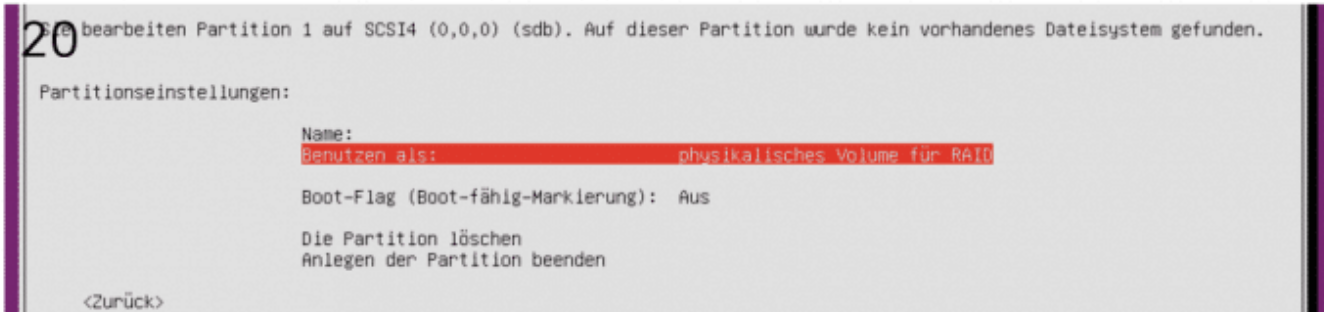 20
bearbeiten Partition 1 auf SCSI4 (0,0,0) (sdb). Auf dieser Partition wurde kein vorhandenes Dateisystem gefunden.
Partitionseinstellungen:
Name:
Benutzen als: physikalisches Volume für RAID
Boot-Flag (Boot-fähig-Markierung): Aus
Die Partition löschen
Anlegen der Partition beenden
<Zurück>